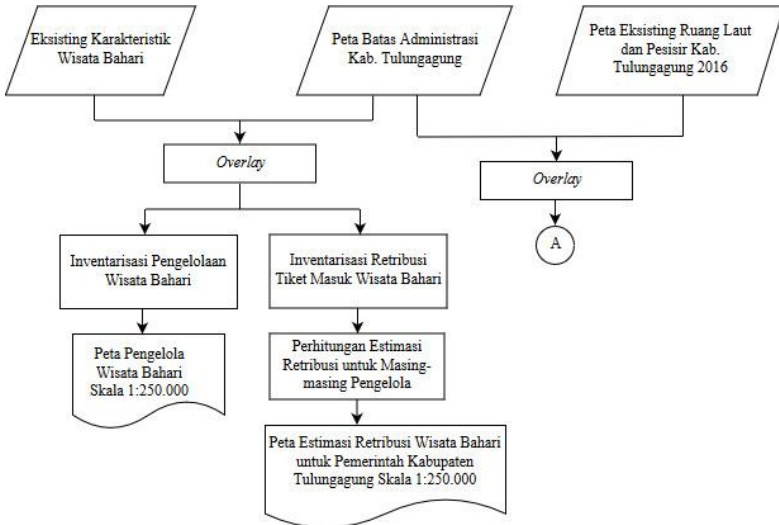 Eksisting Karakteristik
Wisata Bahari
Peta Batas Administrasi
Kab. Tulungagung
Peta Eksisting Ruang Laut
dan Pesisir Kab.
Tulungagung 2016
Overlay
Overlay
A
Inventarisasi Pengelolaan
Wisata Bahari
Inventarisasi Retribusi
Tiket Masuk Wisata Bahari
Peta Pengelola
Wisata Bahari
Skala 1:250.000
Perhitungan Estimasi
Retribusi untuk Masing-
masing Pengelola
Peta Estimasi Retribusi Wisata Bahari
untuk Pemerintah Kabupaten
Tulungagung Skala 1:250.000